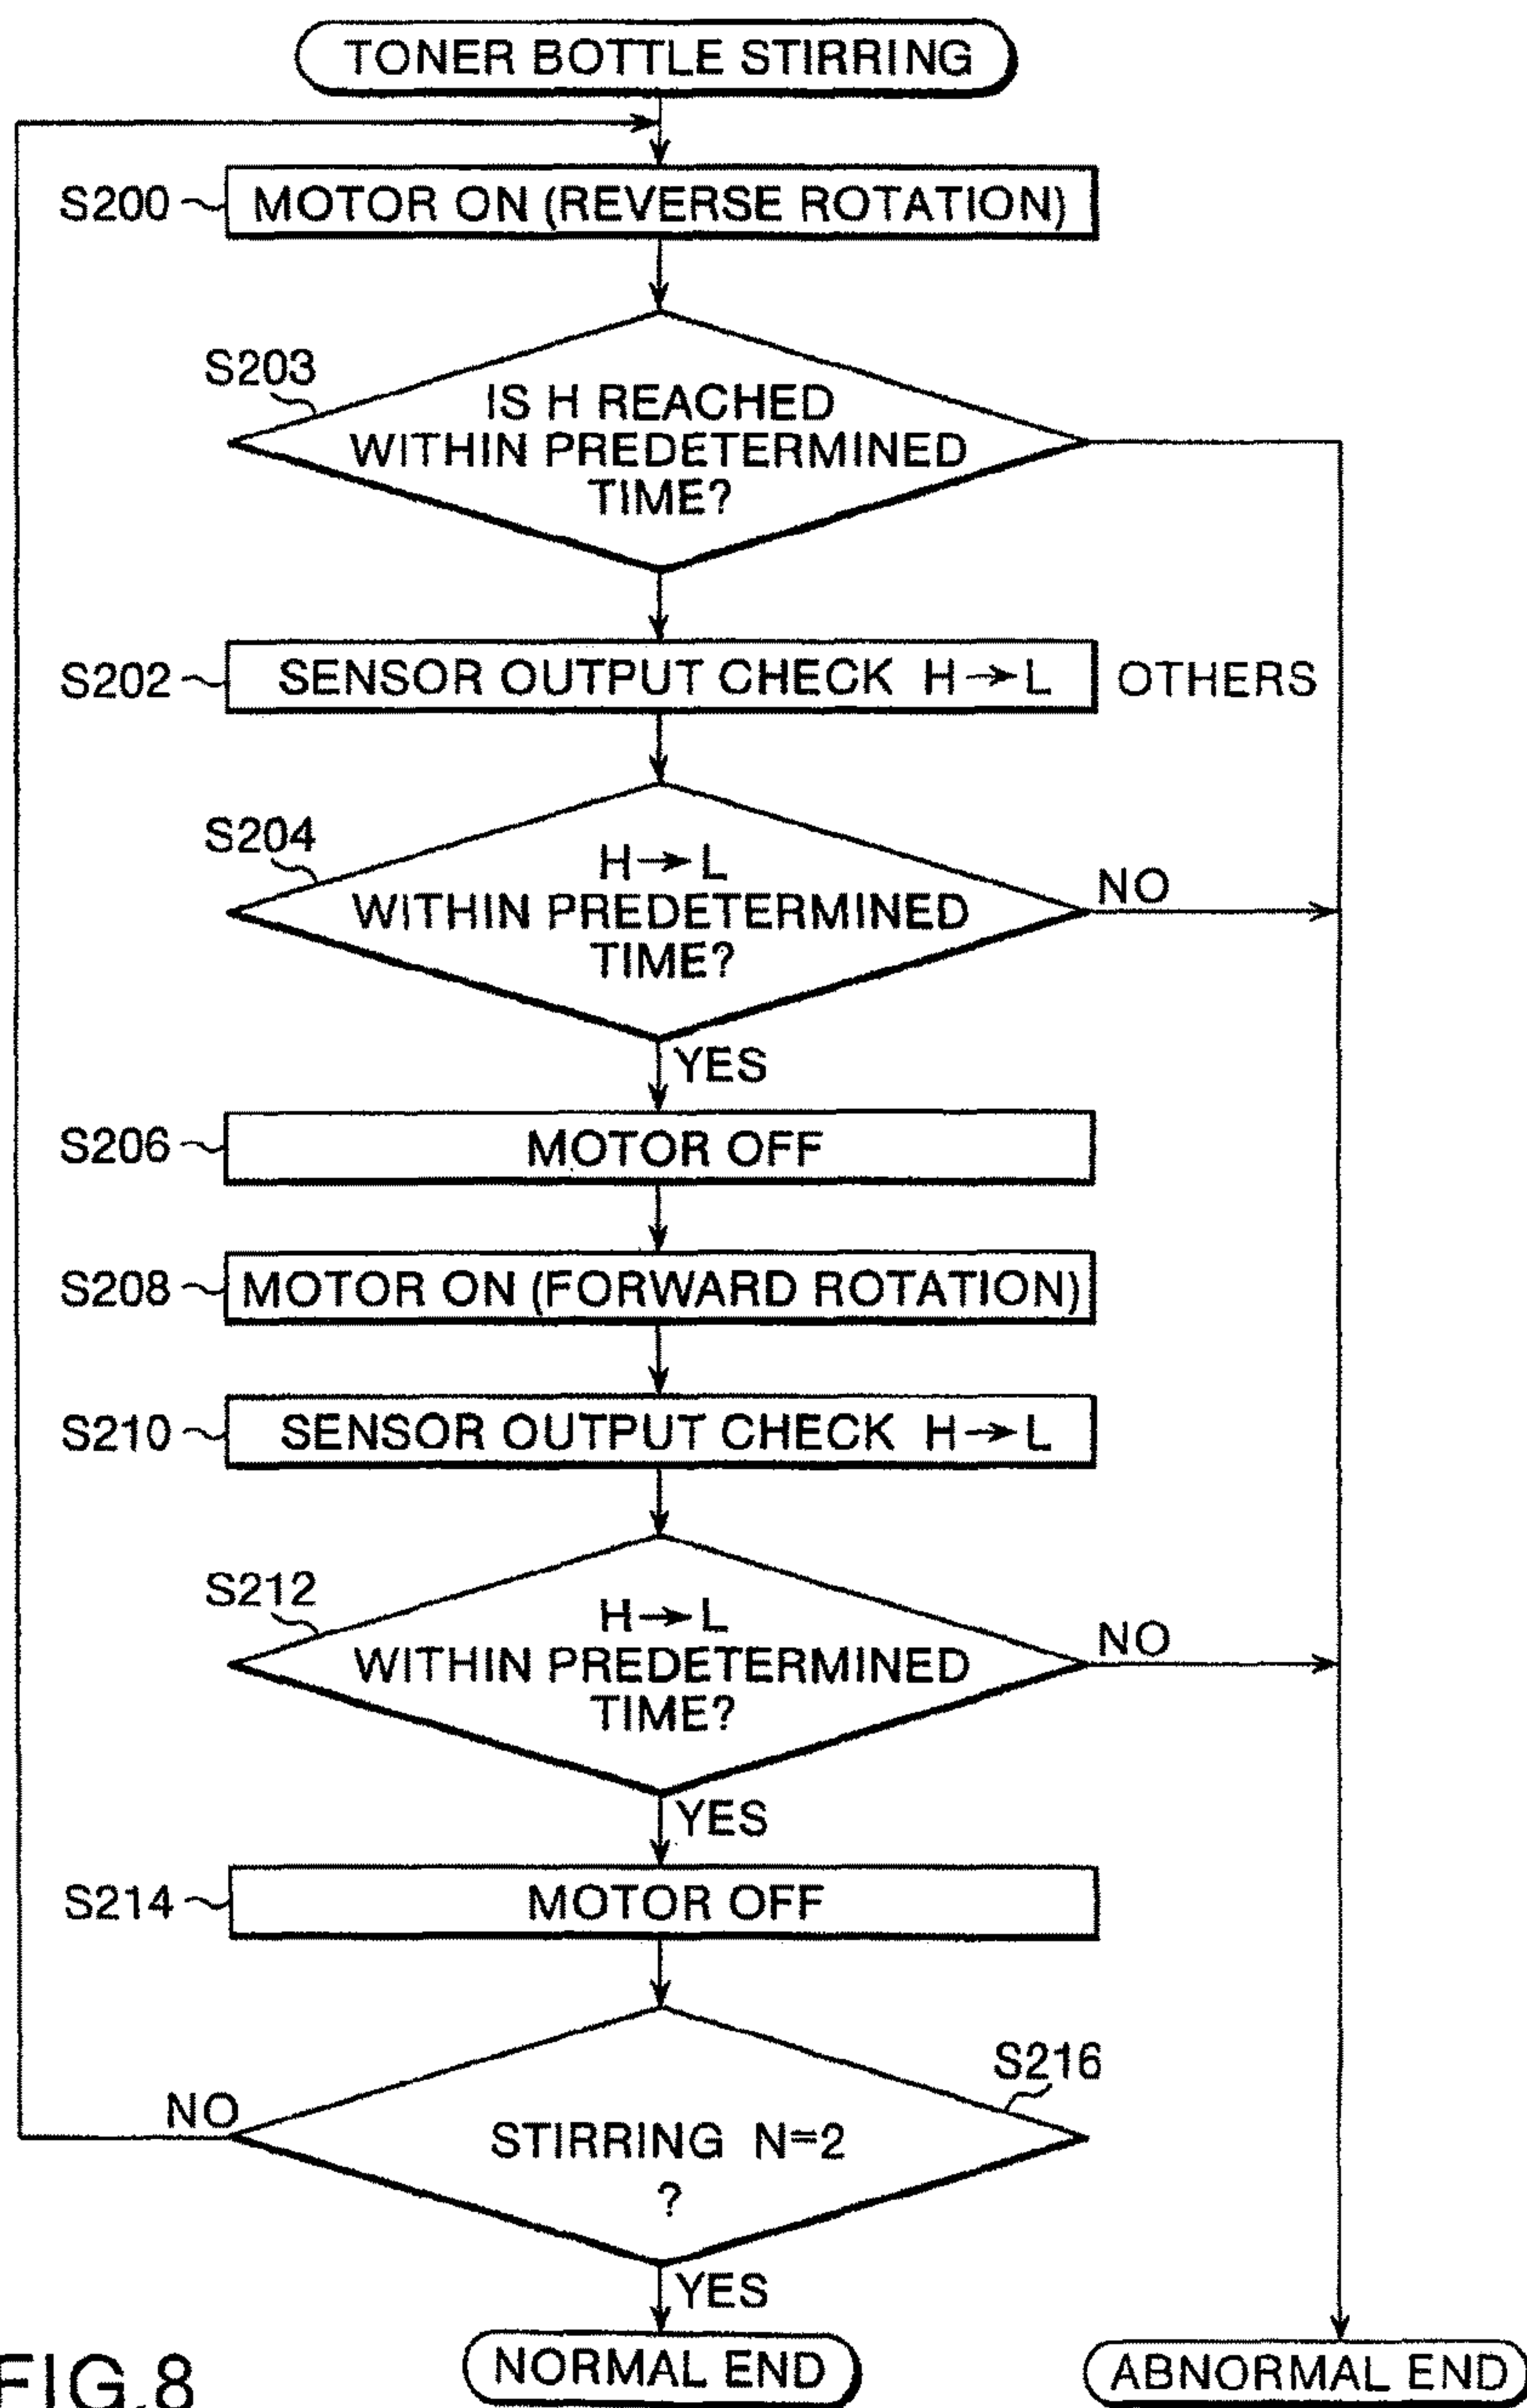 TONER BOTTLE STIRRING
S200
MOTOR ON (REVERSE ROTATION)
S203
IS H REACHED
WITHIN PREDETERMINED
TIME?
S202
SENSOR OUTPUT CHECK H→L
OTHERS
S204
H→L
WITHIN PREDETERMINED
TIME?
NO
YES
S206
MOTOR OFF
S208
MOTOR ON (FORWARD ROTATION)
S210
SENSOR OUTPUT CHECK H→L
S212
H→L
WITHIN PREDETERMINED
TIME?
NO
YES
S214
MOTOR OFF
S216
NO
STIRRING N=2
?
YES
NORMAL END
ABNORMAL END
FIG.8